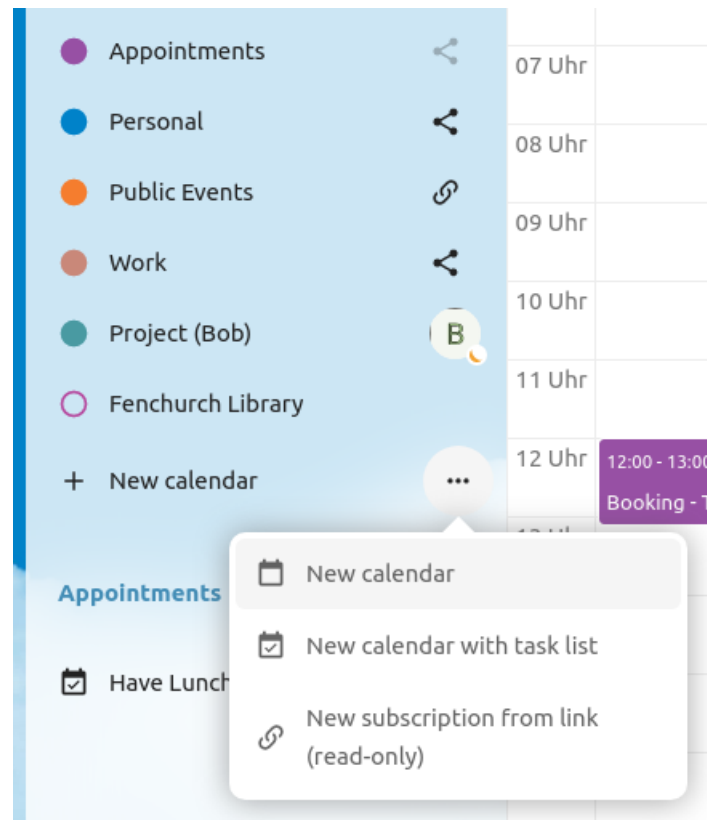 Appointments
Personal
Public Events
Work
Project (Bob)
B
Fenchurch Library
New calendar
Appointments
Have Lunch
New calendar
New calendar with task list
New subscription from link
(read-only)
07 Uhr
08 Uhr
09 Uhr
10 Uhr
11 Uhr
12 Uhr
12:00 - 13:00
Booking -